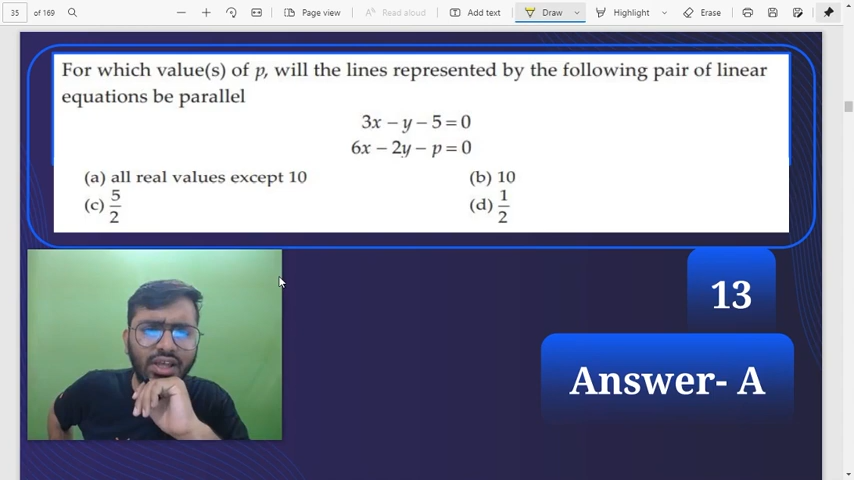 35 of 169 Page view Read aloud Add text Draw Highlight Erase
For which value(s) of p, will the lines represented by the following pair of linear
equations be parallel
3x − y − 5 = 0
6x − 2y − p = 0
(a) all real values except 10 (b) 10
(c) 5/2 (d) 1/2
13
Answer- A